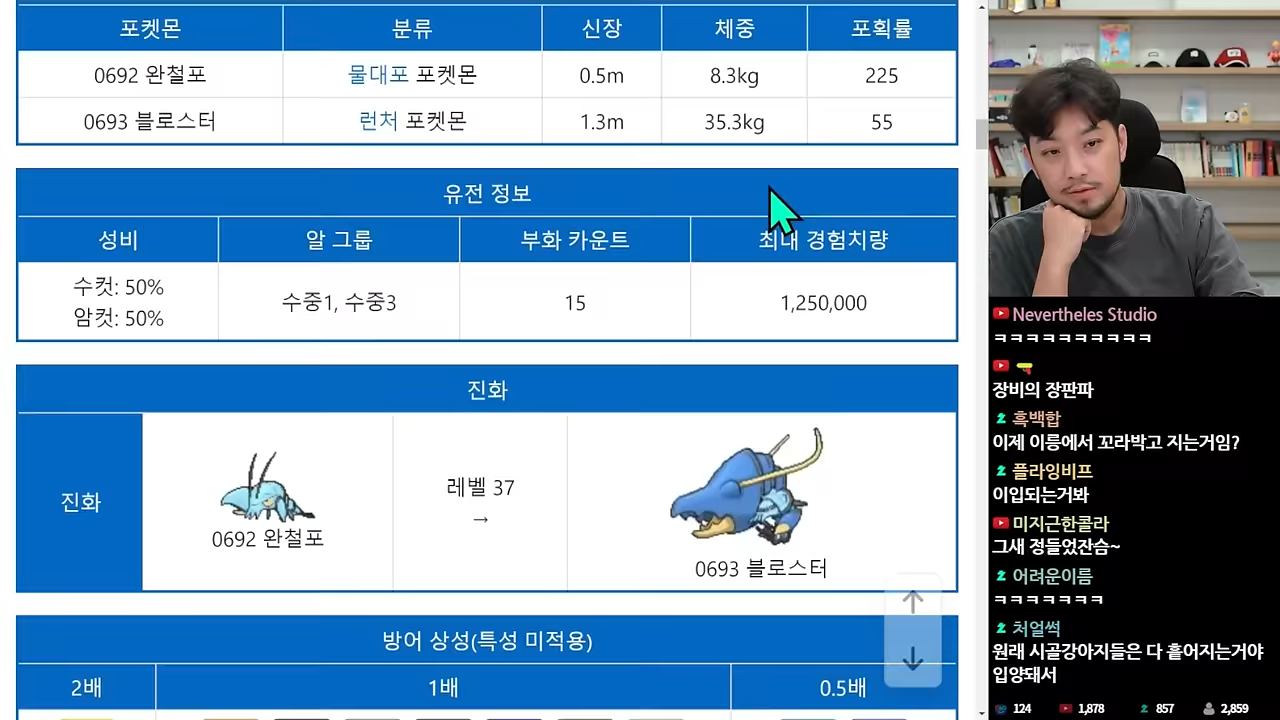 포켓몬 분류 신장 체중 포획률
0692 완철포 물대포 포켓몬 0.5m 8.3kg 225
0693 블로스터 런처 포켓몬 1.3m 35.3kg 55
유전 정보
성비 알 그룹 부화 카운트 최대 경험치량
수컷: 50%
암컷: 50%
수중1, 수중3 15 1,250,000
진화
진화
레벨 37
→
0692 완철포
0693 블로스터
방어 상성(특성 미적용)
2배 1배 0.5배
Nevertheles Studio
ㅋㅋㅋㅋㅋㅋㅋㅋㅋㅋ
장비의 장판파
흑백합
이제 이릉에서 꼬라박고 지는거임?
플라잉비프
이입되는거봐
미지근한콜라
그새 정들었잔슴~
어려운이름
ㅋㅋㅋㅋㅋㅋㅋ
처얼썩
원래 시골강아지들은 다 흩어지는거야
입양돼서
124 1,878 857 2,859